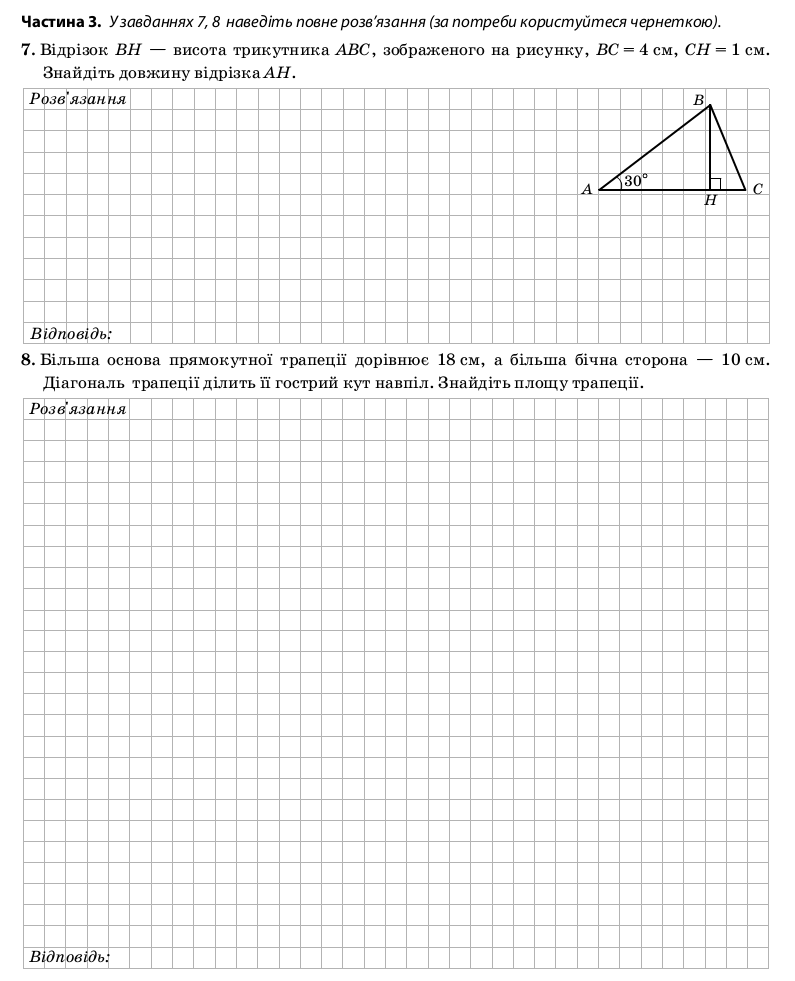 Частина 3. У завданнях 7, 8 наведіть повне розв’язання (за потреби користуйтеся чернеткою).
7. Відрізок BH — висота трикутника ABC, зображеного на рисунку, BC = 4 см, CH = 1 см.
Знайдіть довжину відрізка AH.
Розв’язання
B
A
30°
H
C
Відповідь:
8. Більша основа прямокутної трапеції дорівнює 18 см, а більша бічна сторона — 10 см.
Діагональ трапеції ділить її гострий кут навпіл. Знайдіть площу трапеції.
Розв’язання
Відповідь: